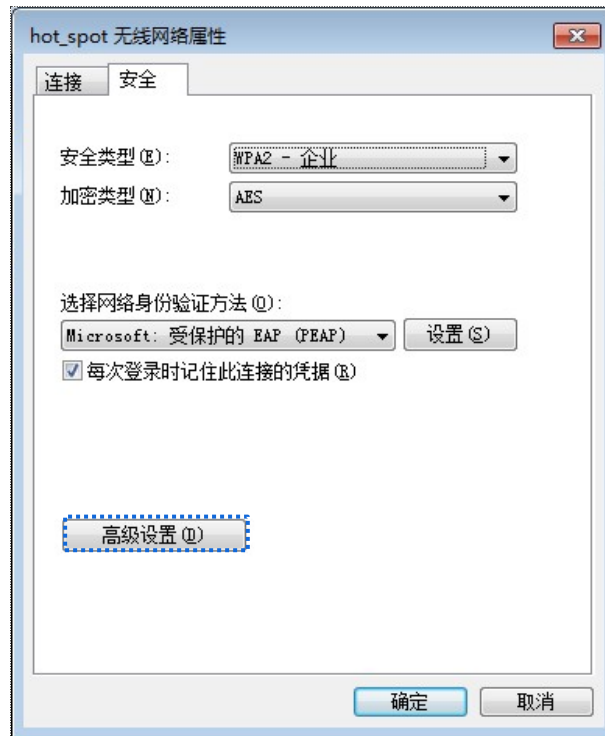 hot_spot 无线网络属性
连接 安全
安全类型(E): WPA2 - 企业
加密类型(N): AES
选择网络身份验证方法(O):
Microsoft: 受保护的 EAP (PEAP) 设置(S)
每次登录时记住此连接的凭据(R)
高级设置(D)
确定 取消